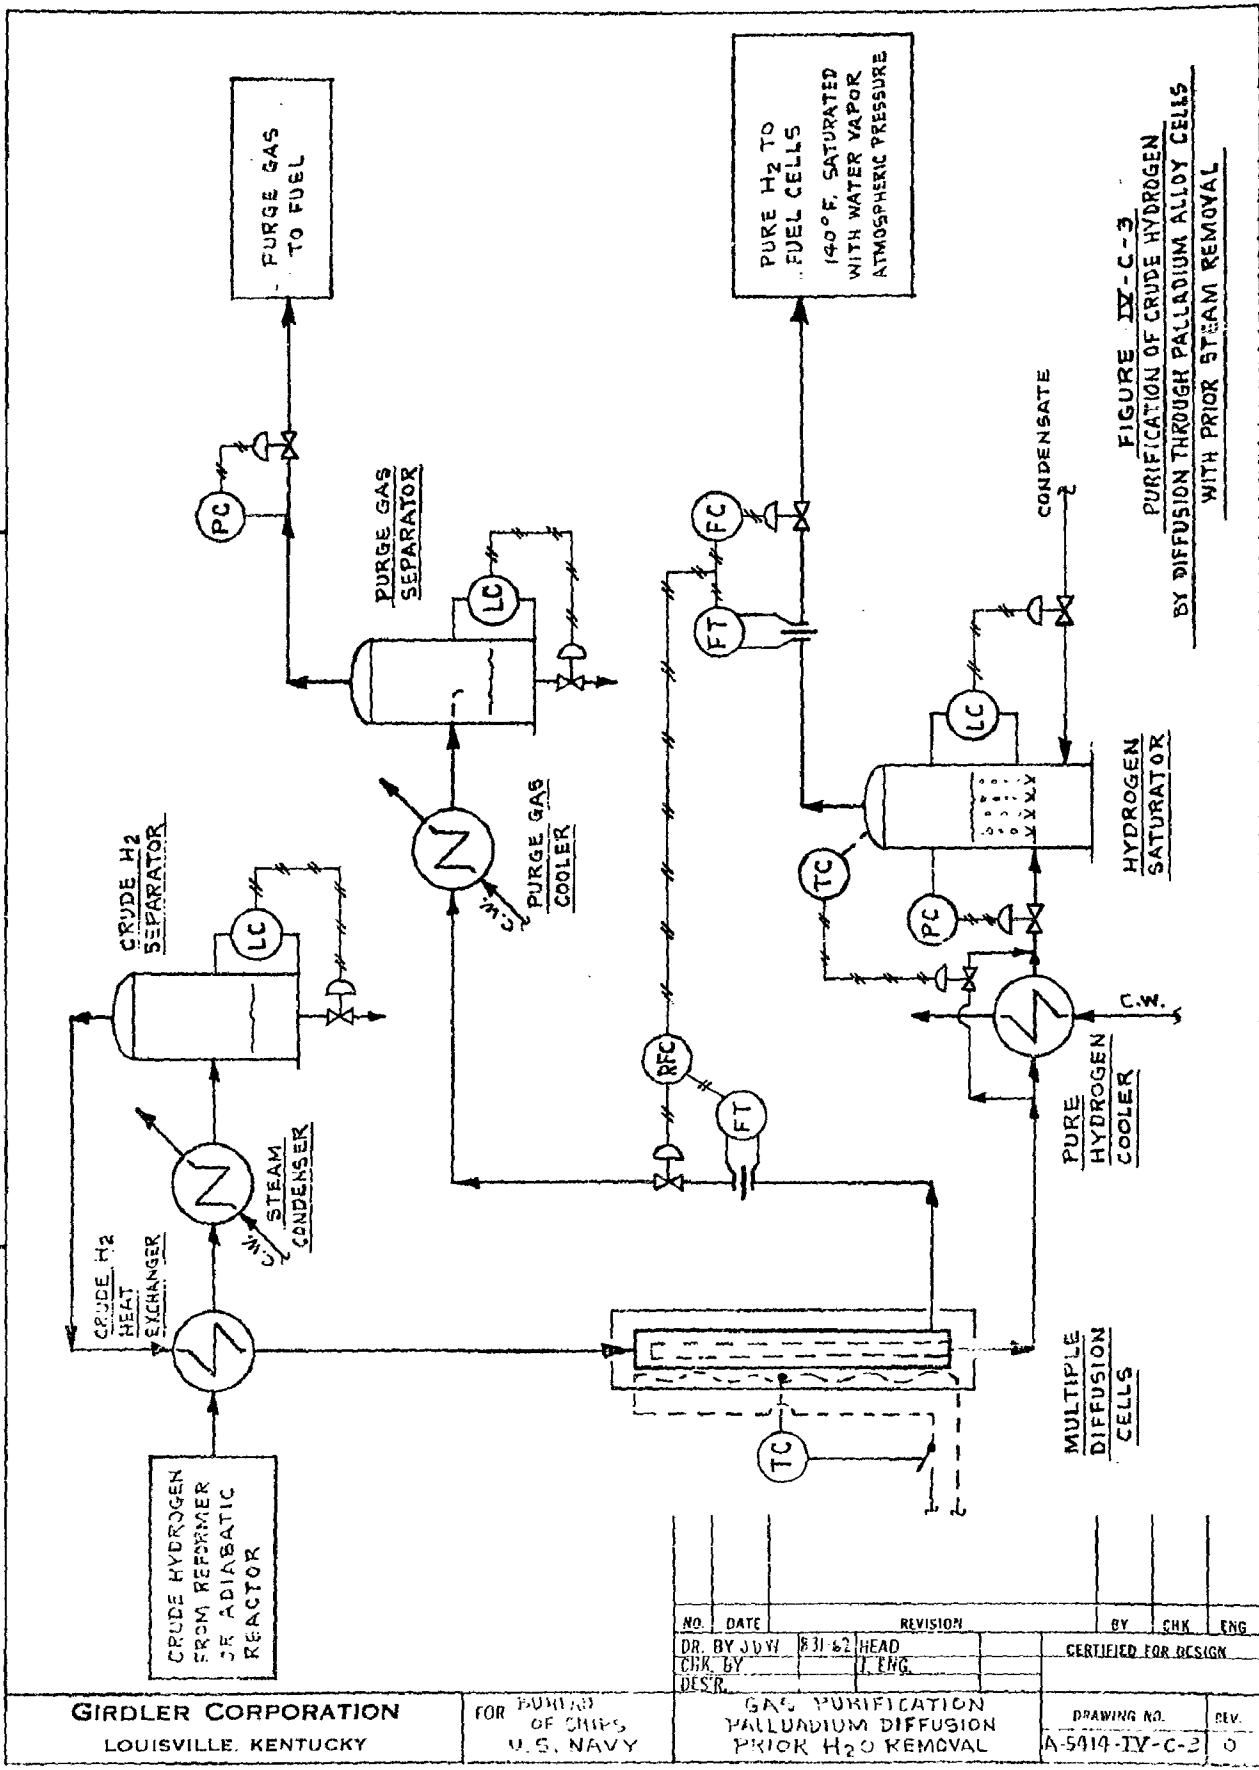 PURGE GAS
TO FUEL
PURE H2 TO
FUEL CELLS
140°F. SATURATED
WITH WATER VAPOR
ATMOSPHERIC PRESSURE
PC
PURGE GAS
SEPARATOR
LC
FC
FT
CONDENSATE
FIGURE IV-C-3
PURIFICATION OF CRUDE HYDROGEN
BY DIFFUSION THROUGH PALLADIUM ALLOY CELLS
WITH PRIOR STEAM REMOVAL
CRUDE H2
SEPARATOR
LC
C.W.
PURGE GAS
COOLER
LC
HYDROGEN
SATURATOR
TC
PC
C.W.
PURE
HYDROGEN
COOLER
RFC
FT
C.W.
STEAM
CONDENSER
CRUDE H2
HEAT
EXCHANGER
MULTIPLE
DIFFUSION
CELLS
TC
CRUDE HYDROGEN
FROM REFORMER
OR ADIABATIC
REACTOR
NO. DATE REVISION BY CHK ENG
DR. BY JDW 8-31-62 HEAD CERTIFIED FOR DESIGN
CHK. BY ENG.
DES'R.
GIRDLER CORPORATION
LOUISVILLE, KENTUCKY
FOR BUREAU
OF SHIPS
U.S. NAVY
GAS PURIFICATION
PALLUADIUM DIFFUSION
PRIOR H2O REMOVAL
DRAWING NO. REV.
A-5414-IV-C-3 0